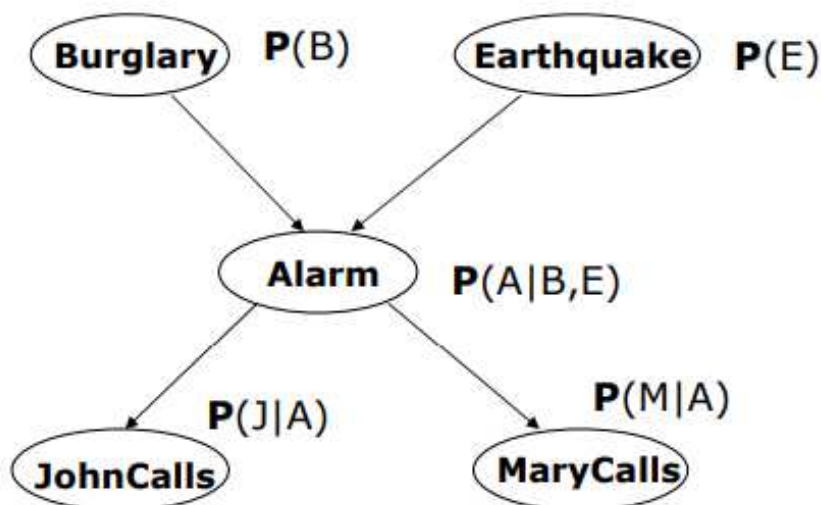 Burglary P(B) Earthquake P(E)
Alarm P(A|B,E)
P(J|A) P(M|A)
JohnCalls MaryCalls